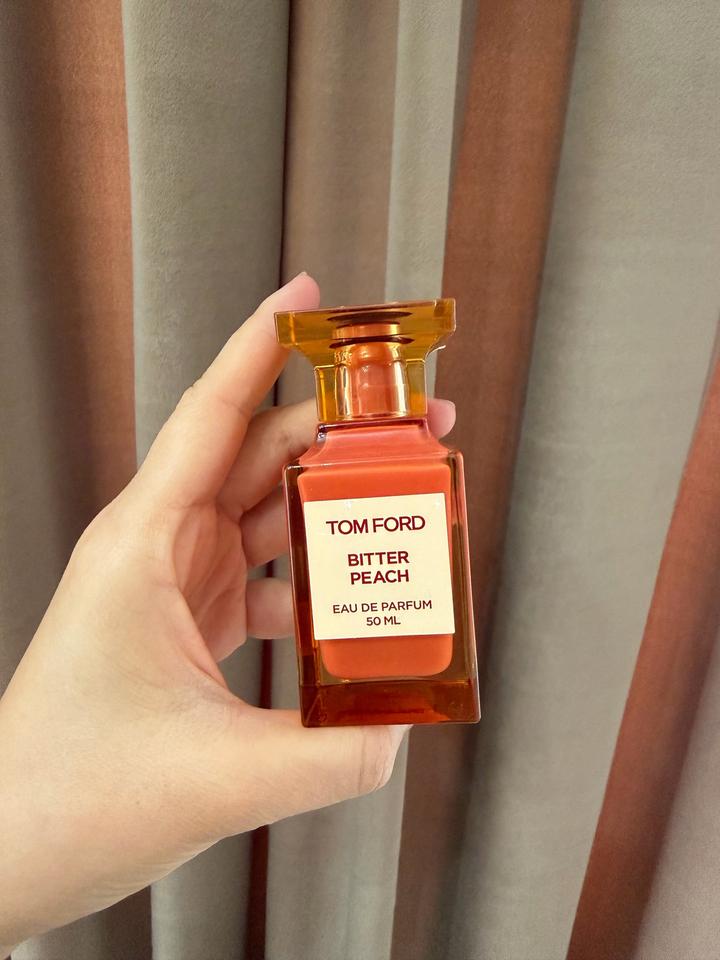 TOM FORD
BITTER
PEACH
EAU DE PARFUM
50 ML